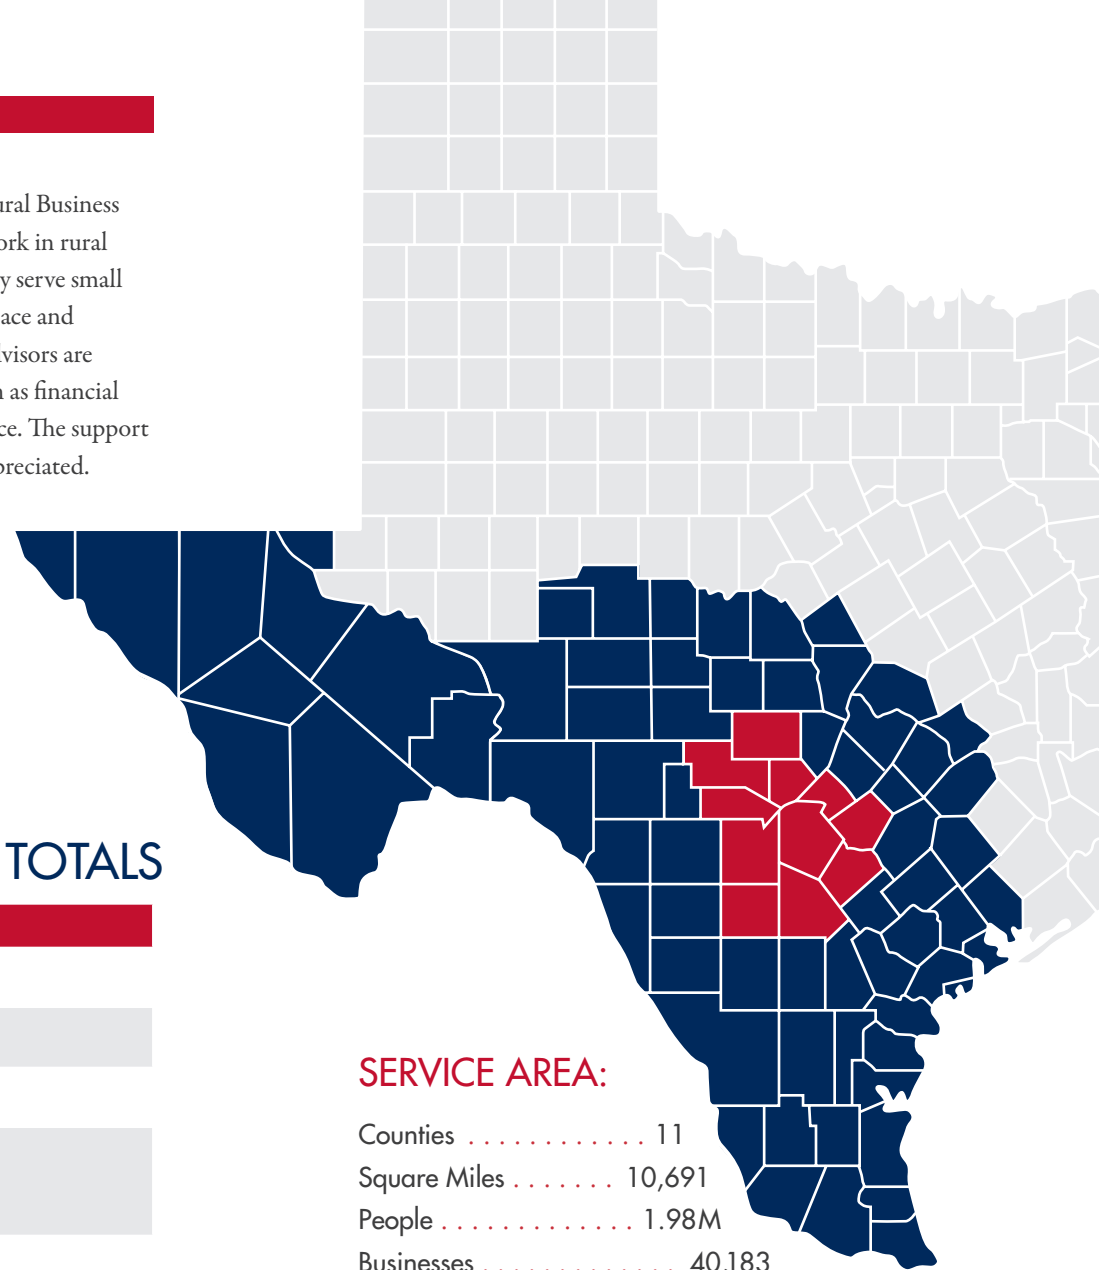 ural Business
ork in rural
y serve small
ace and
visors are
as financial
ce. The support
preciated.
TOTALS
SERVICE AREA:
Counties . . . . . . . . . . . . 11
Square Miles . . . . . . . 10,691
People . . . . . . . . . . . . . 1.98M
Businesses . . . . . . . . . . . . . 40,183